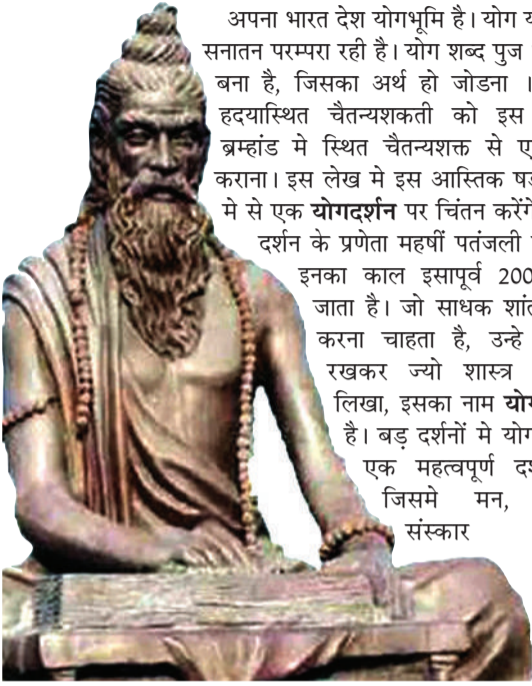 अपना भारत देश योगभूमि है। योग
सनातन परम्परा रही है। योग शब्द पुज
बना है, जिसका अर्थ हो जोडना ।
हदयास्थित चैतन्यशकती को इस
ब्रम्हांड मे स्थित चैतन्यशक्त से
कराना। इस लेख मे इस आस्तिक
मे से एक योगदर्शन पर चिंतन करेंगे
दर्शन के प्रणेता महर्षी पतंजली
इनका काल इसापूर्व 200
जाता है। जो साधक
करना चाहता है, उन्हे
रखकर ज्यो शास्त्र
लिखा, इसका नाम
है। बड़ दर्शनों मे योग
एक महत्वपूर्ण
जिसमे मन,
संस्कार